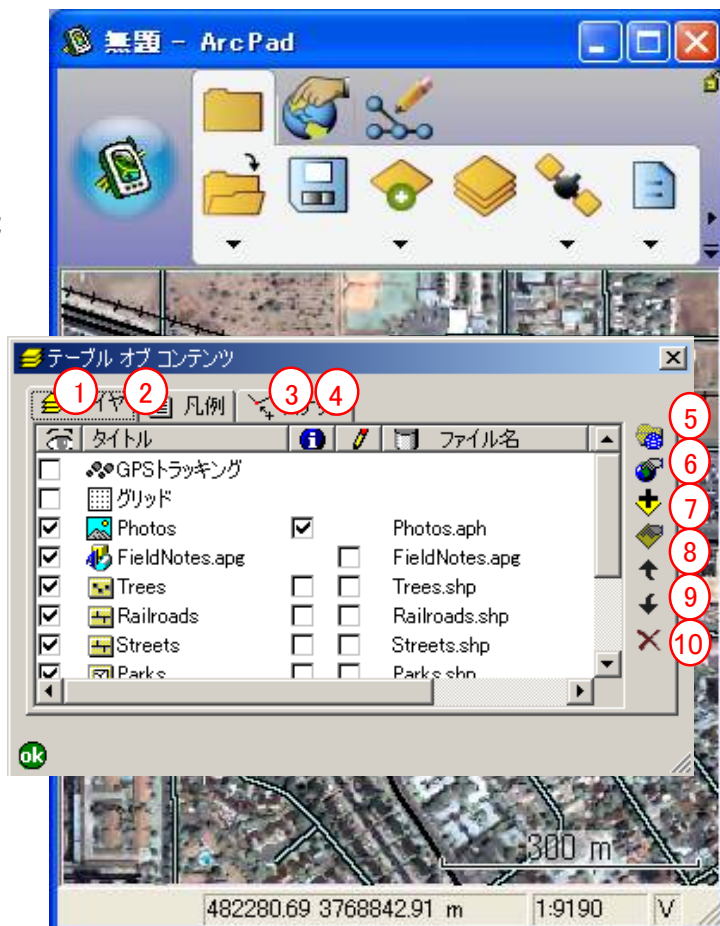 無題 - ArcPad
テーブル オブ コンテンツ
1 2 凡例 3 4
タイトル ファイル名
5
6
7
8
9
10
GPSトラッキング
グリッド
Photos Photos.aph
FieldNotes.apg FieldNotes.apg
Trees Trees.shp
Railroads Railroads.shp
Streets Streets.shp
Parks Parks.shp
ok
300 m
482280.69 3768842.91 m 1:9190 V